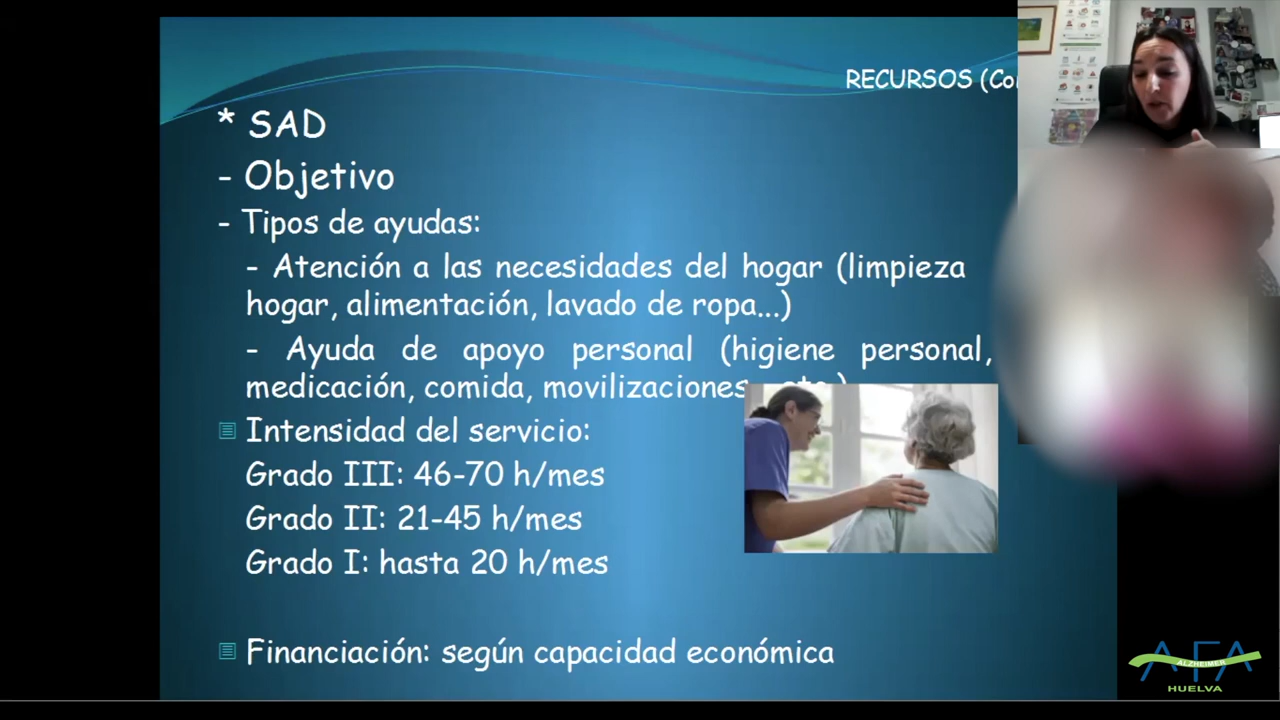 RECURSOS
* SAD
- Objetivo
- Tipos de ayudas:
- Atención a las necesidades del hogar (limpieza
hogar, alimentación, lavado de ropa...)
- Ayuda de apoyo personal (higiene personal,
medicación, comida, movilizaciones
Intensidad del servicio:
Grado III: 46-70 h/mes
Grado II: 21-45 h/mes
Grado I: hasta 20 h/mes
Financiación: según capacidad económica
AFA
ALZHEIMER
HUELVA